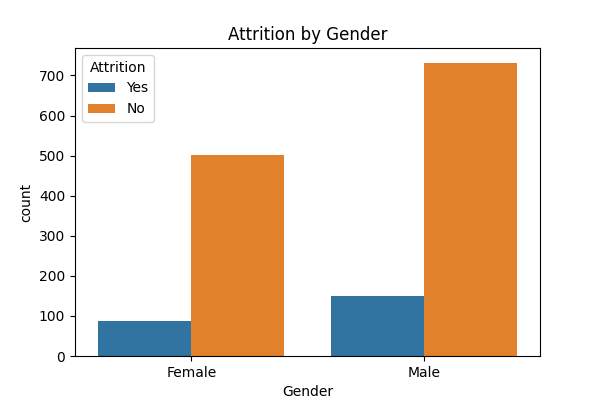 Attrition by Gender
Attrition
Yes
No
700
600
500
400
300
200
100
0
count
Female
Male
Gender